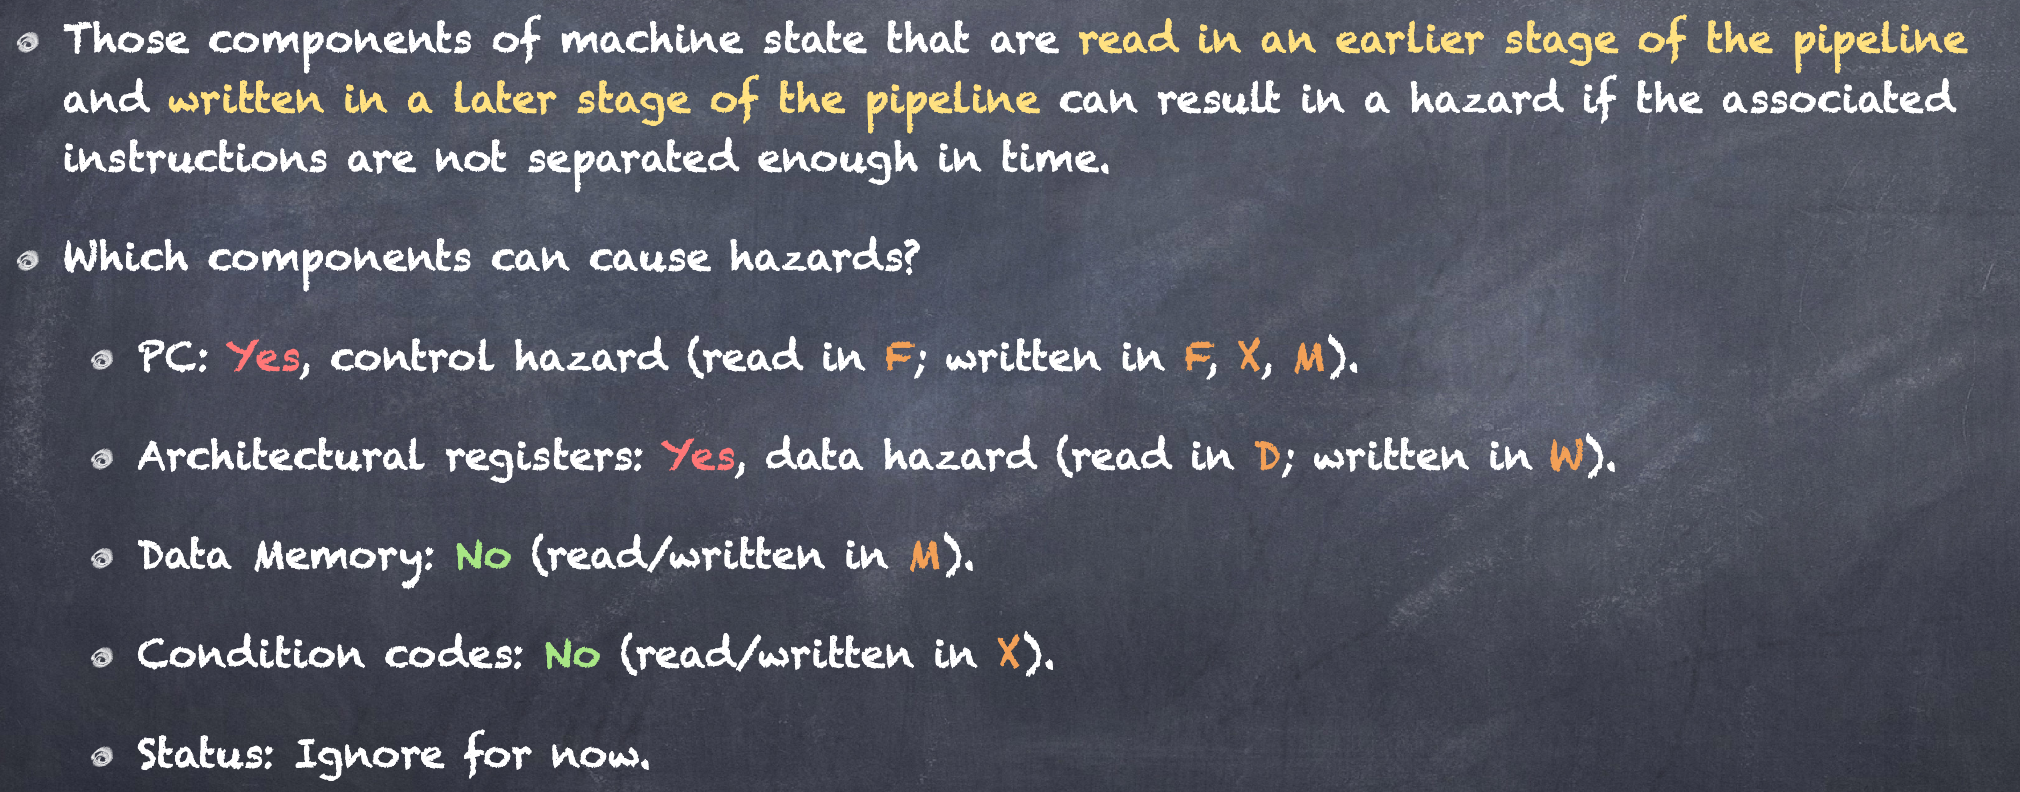 Those components of machine state that are read in an earlier stage of the pipeline
and written in a later stage of the pipeline can result in a hazard if the associated
instructions are not separated enough in time.
Which components can cause hazards?
PC: Yes, control hazard (read in F; written in F, X, M).
Architectural registers: Yes, data hazard (read in D; written in W).
Data Memory: No (read/written in M).
Condition codes: No (read/written in X).
Status: Ignore for now.